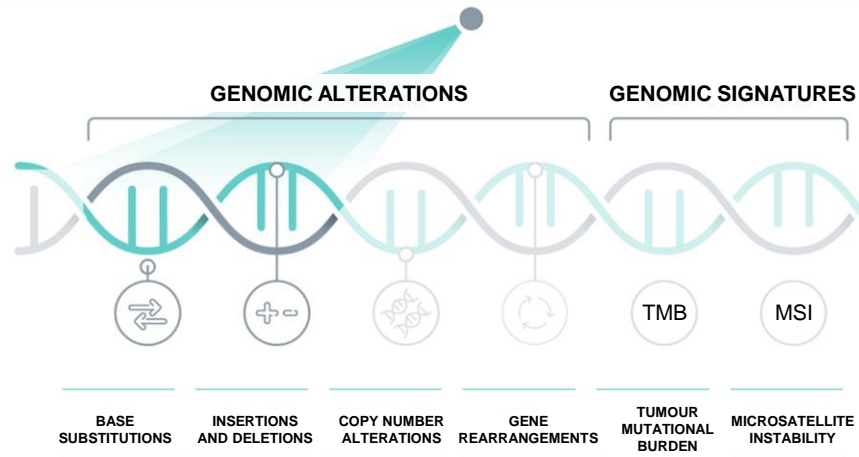 GENOMIC ALTERATIONS
GENOMIC SIGNATURES
TMB
MSI
BASE
SUBSTITUTIONS
INSERTIONS
AND DELETIONS
COPY NUMBER
ALTERATIONS
GENE
REARRANGEMENTS
TUMOUR
MUTATIONAL
BURDEN
MICROSATELLITE
INSTABILITY